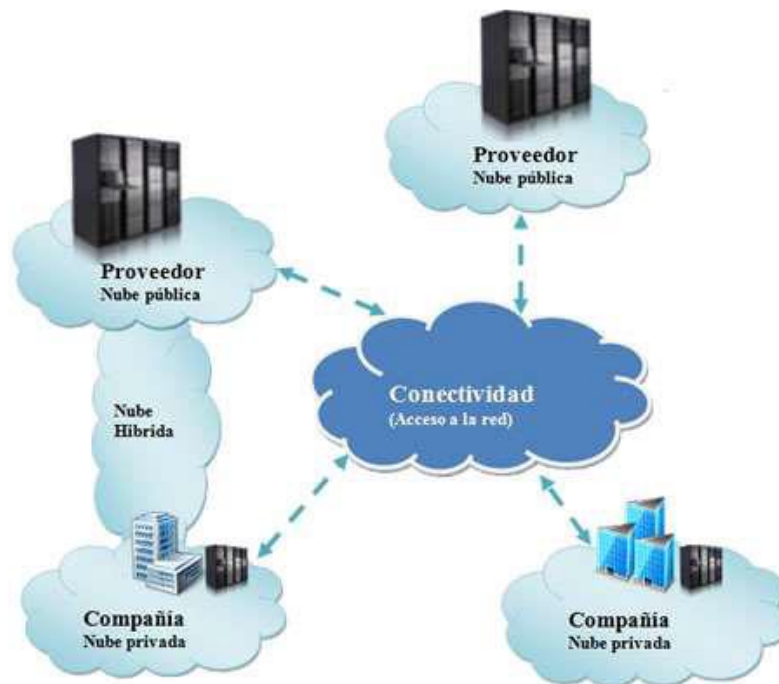 Proveedor
Nube pública
Proveedor
Nube pública
Conectividad
(Acceso a la red)
Nube
Hibrida
Compañía
Nube privada
Compañía
Nube privada